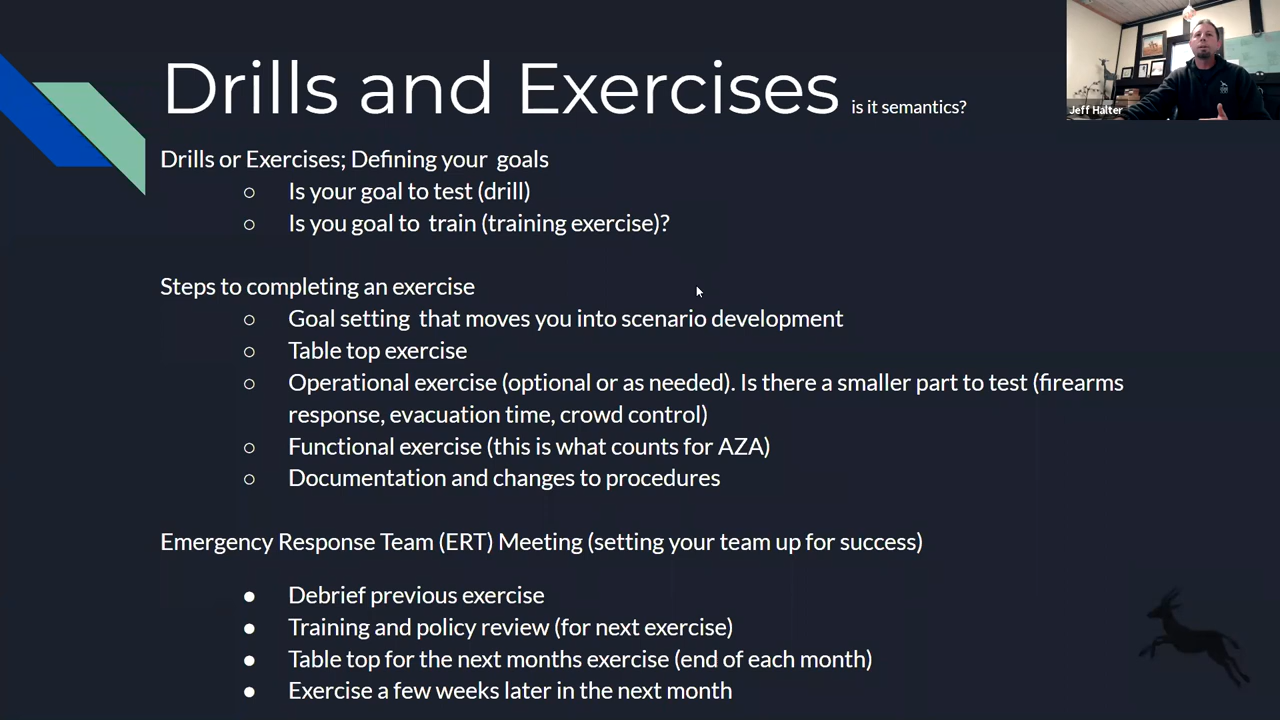 Drills and Exercises is it semantics?
Jeff Halter
Drills or Exercises; Defining your goals
○ Is your goal to test (drill)
○ Is you goal to train (training exercise)?
Steps to completing an exercise
○ Goal setting that moves you into scenario development
○ Table top exercise
○ Operational exercise (optional or as needed). Is there a smaller part to test (firearms
response, evacuation time, crowd control)
○ Functional exercise (this is what counts for AZA)
○ Documentation and changes to procedures
Emergency Response Team (ERT) Meeting (setting your team up for success)
● Debrief previous exercise
● Training and policy review (for next exercise)
● Table top for the next months exercise (end of each month)
● Exercise a few weeks later in the next month